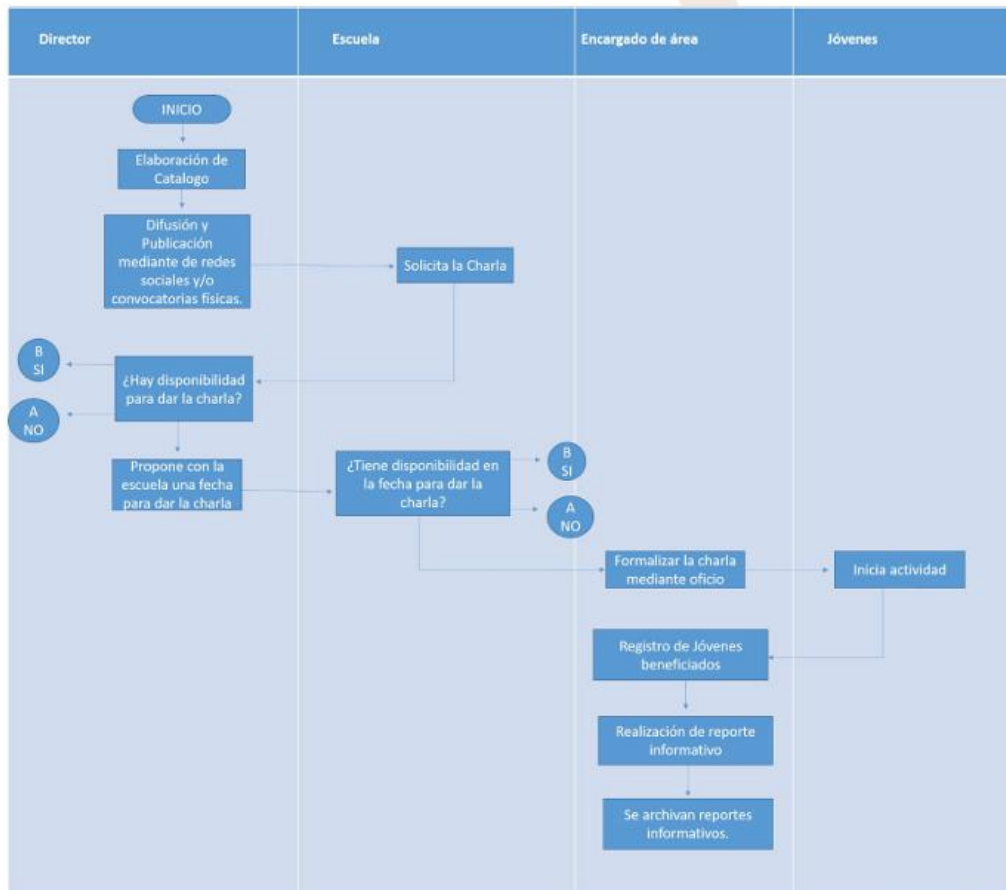 Director
Escuela
Encargado de área
Jóvenes
INICIO
Elaboración de
Catalogo
Difusión y
Publicación
mediante de redes
sociales y/o
convocatorias físicas.
Solicita la Charla
B
SI
¿Hay disponibilidad
para dar la charla?
A
NO
Propone con la
escuela una fecha
para dar la charla
¿Tiene disponibilidad en
la fecha para dar la
charla?
B
SI
A
NO
Formalizar la charla
mediante oficio
Inicia actividad
Registro de Jóvenes
beneficiados
Realización de reporte
informativo
Se archivan reportes
informativos.